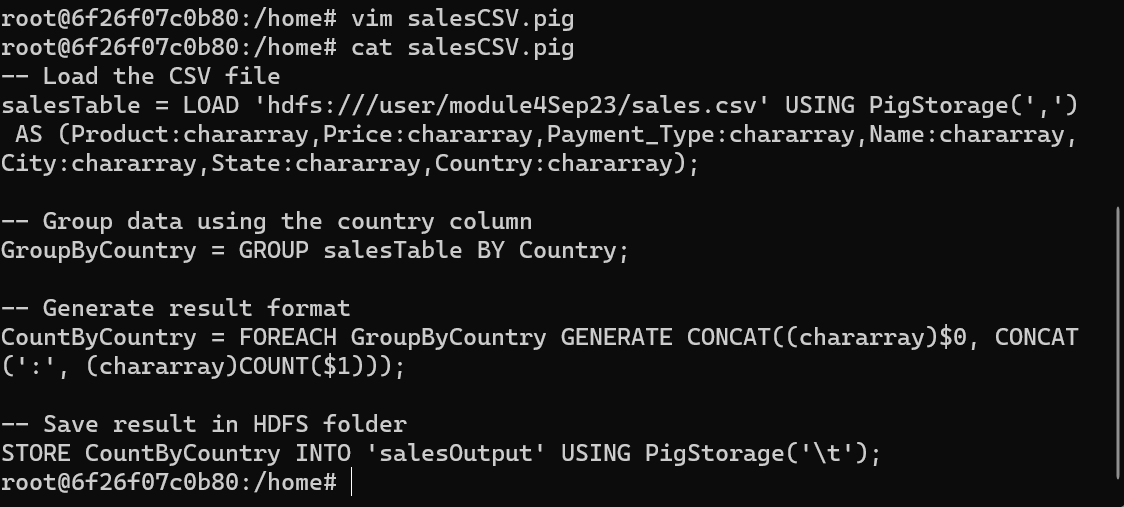 root@6f26f07c0b80:/home# vim salesCSV.pig
root@6f26f07c0b80:/home# cat salesCSV.pig
-- Load the CSV file
salesTable = LOAD 'hdfs:///user/module4Sep23/sales.csv' USING PigStorage(',')
 AS (Product:chararray,Price:chararray,Payment_Type:chararray,Name:chararray,
City:chararray,State:chararray,Country:chararray);

-- Group data using the country column
GroupByCountry = GROUP salesTable BY Country;

-- Generate result format
CountByCountry = FOREACH GroupByCountry GENERATE CONCAT((chararray)$0, CONCAT
(':', (chararray)COUNT($1)));

-- Save result in HDFS folder
STORE CountByCountry INTO 'salesOutput' USING PigStorage('\t');
root@6f26f07c0b80:/home#